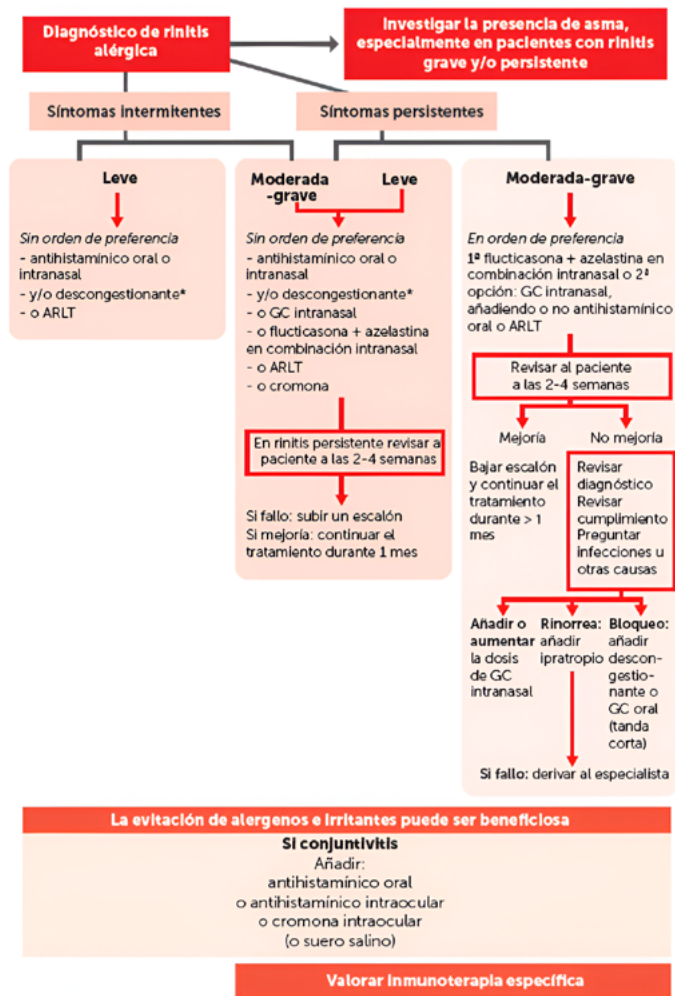 Diagnóstico de rinitis
alérgica
Investigar la presencia de asma,
especialmente en pacientes con rinitis
grave y/o persistente
Síntomas intermitentes
Síntomas persistentes
Leve
Sin orden de preferencia
- antihistamínico oral o
intranasal
- y/o descongestionante*
- o ARLT
Moderada
-grave
Leve
Sin orden de preferencia
- antihistamínico oral o
intranasal
- y/o descongestionante*
- o GC intranasal
- o flucticasona + azelastina
en combinación intranasal
- o ARLT
- o cromona
En rinitis persistente revisar a
paciente a las 2-4 semanas
Si fallo: subir un escalón
Si mejoría: continuar el
tratamiento durante 1 mes
Moderada-grave
En orden de preferencia
1ª flucticasona + azelastina en
combinación intranasal o 2ª
opción: GC intranasal,
añadiendo o no antihistamínico
oral o ARLT
Revisar al paciente
a las 2-4 semanas
Mejoría
No mejoría
Bajar escalón
y continuar el
tratamiento
durante > 1
mes
Revisar
diagnóstico
Revisar
cumplimiento
Preguntar
infecciones u
otras causas
Añadir o
aumentar
la dosis
de GC
intranasal
Rinorrea:
añadir
ipratropio
Bloqueo:
añadir
descon-
gestio-
nante o
GC oral
(tanda
corta)
Si fallo: derivar al especialista
La evitación de alergenos e irritantes puede ser beneficiosa
Si conjuntivitis
Añadir:
antihistamínico oral
o antihistamínico intraocular
o cromona intraocular
(o suero salino)
Valorar inmunoterapia específica